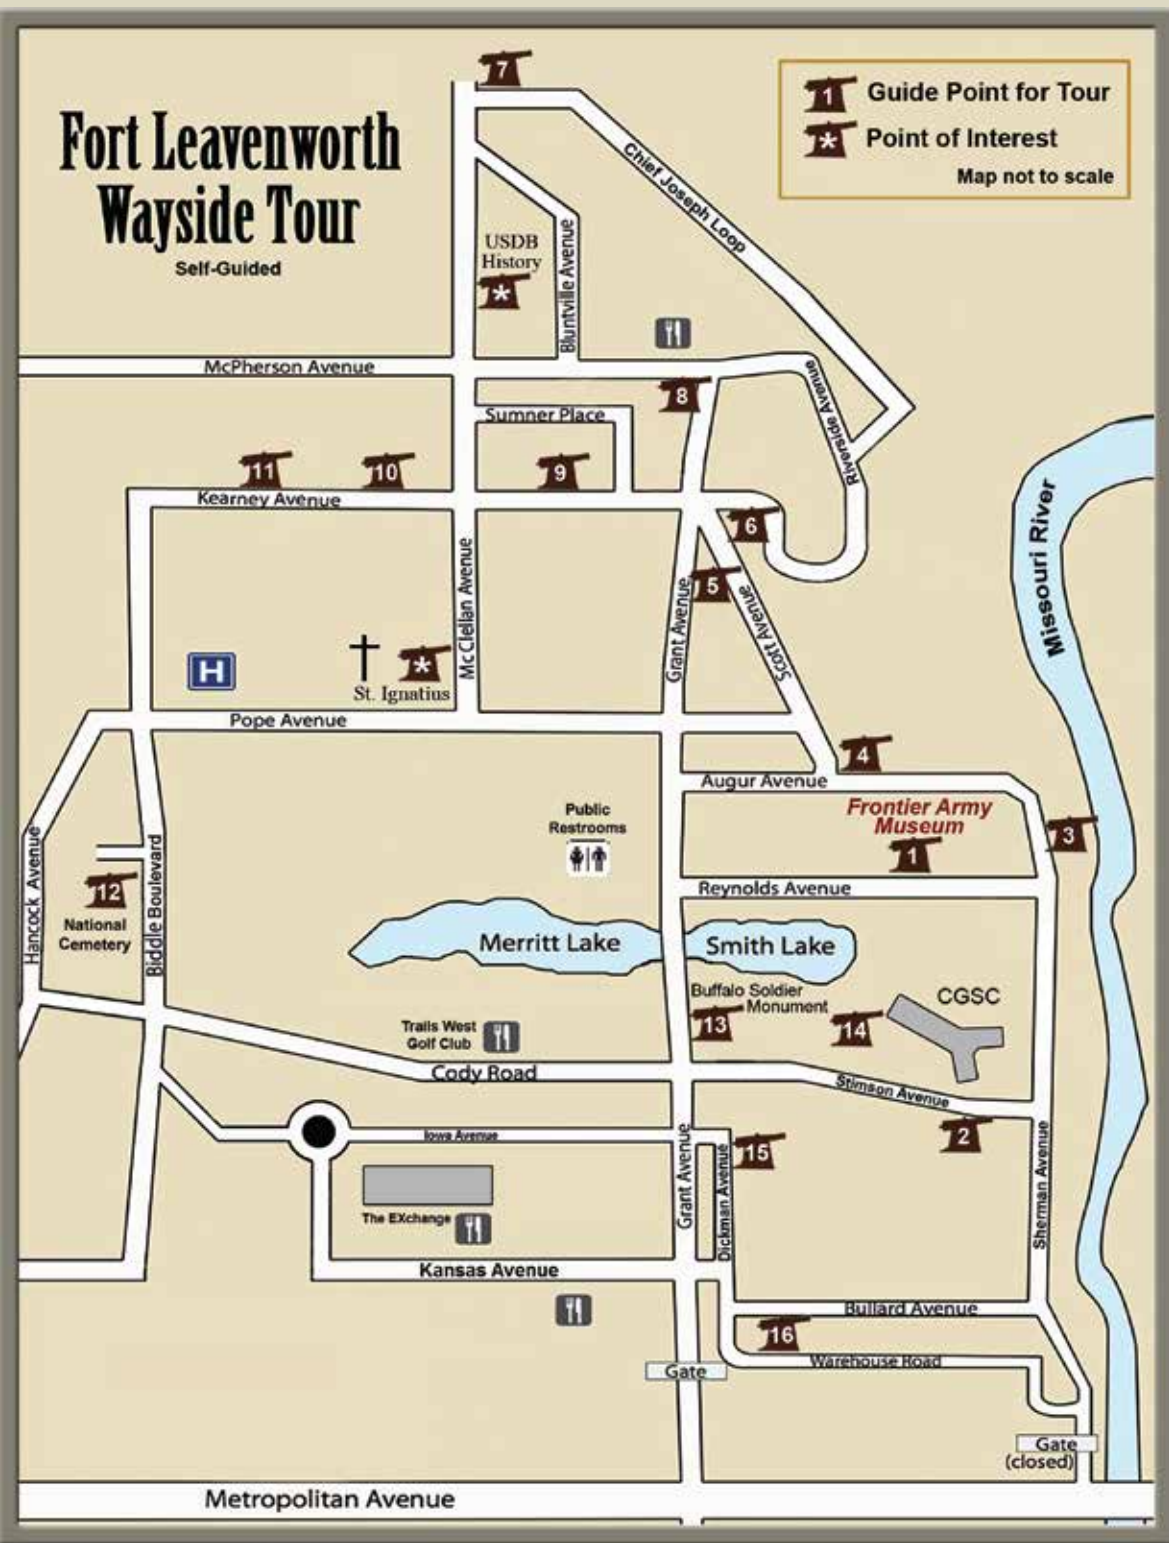 Fort Leavenworth
Wayside Tour
Self-Guided
1 Guide Point for Tour
* Point of Interest
Map not to scale
7
Chief Joseph Loop
USDB
History
*
Bluntville Avenue
McPherson Avenue
8
Riverside Avenue
Sumner Place
11
10
9
Kearney Avenue
6
Missouri River
Mc Clellan Avenue
5
Grant Avenue
Scott Avenue
H
*
St. Ignatius
Pope Avenue
4
Augur Avenue
Frontier Army
Museum
1
3
Public
Restrooms
Hancock Avenue
Biddle Boulevard
12
National
Cemetery
Reynolds Avenue
Merritt Lake
Smith Lake
Buffalo Soldier
Monument
13
14
CGSC
Trails West
Golf Club
Cody Road
Stimson Avenue
2
Iowa Avenue
Grant Avenue
Dickman Avenue
15
Sherman Avenue
The EXchange
Kansas Avenue
Bullard Avenue
16
Warehouse Road
Gate
Gate
(closed)
Metropolitan Avenue